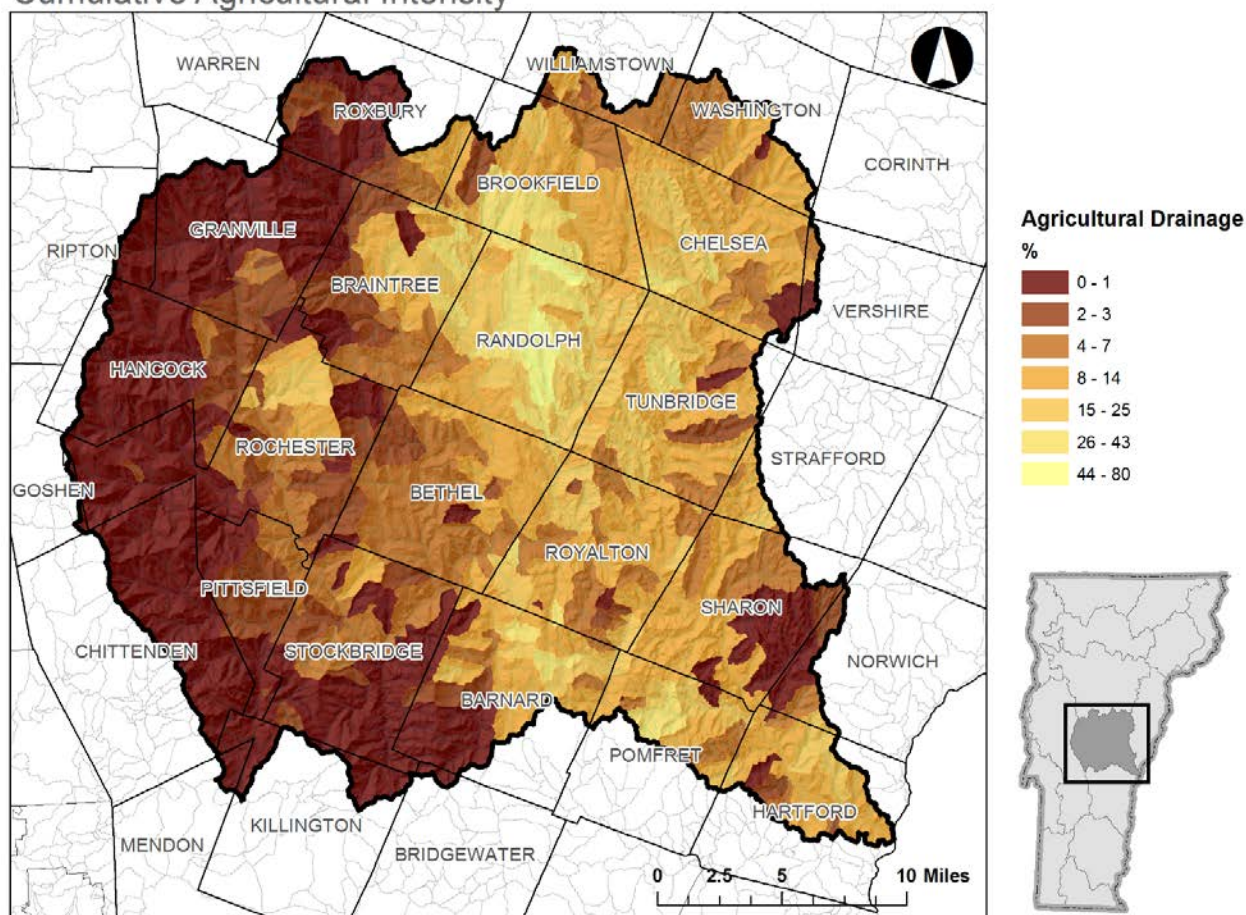 Cumulative Agricultural Intensity
WARREN
WILLIAMSTOWN
ROXBURY
WASHINGTON
CORINTH
BROOKFIELD
GRANVILLE
CHELSEA
RIPTON
BRAINTREE
VERSHIRE
RANDOLPH
HANCOCK
TUNBRIDGE
ROCHESTER
STRAFFORD
GOSHEN
BETHEL
ROYALTON
PITTSFIELD
SHARON
CHITTENDEN
STOCKBRIDGE
NORWICH
BARNARD
POMFRET
HARTFORD
KILLINGTON
MENDON
BRIDGEWATER
0 2.5 5 10 Miles
Agricultural Drainage
%
0 - 1
2 - 3
4 - 7
8 - 14
15 - 25
26 - 43
44 - 80